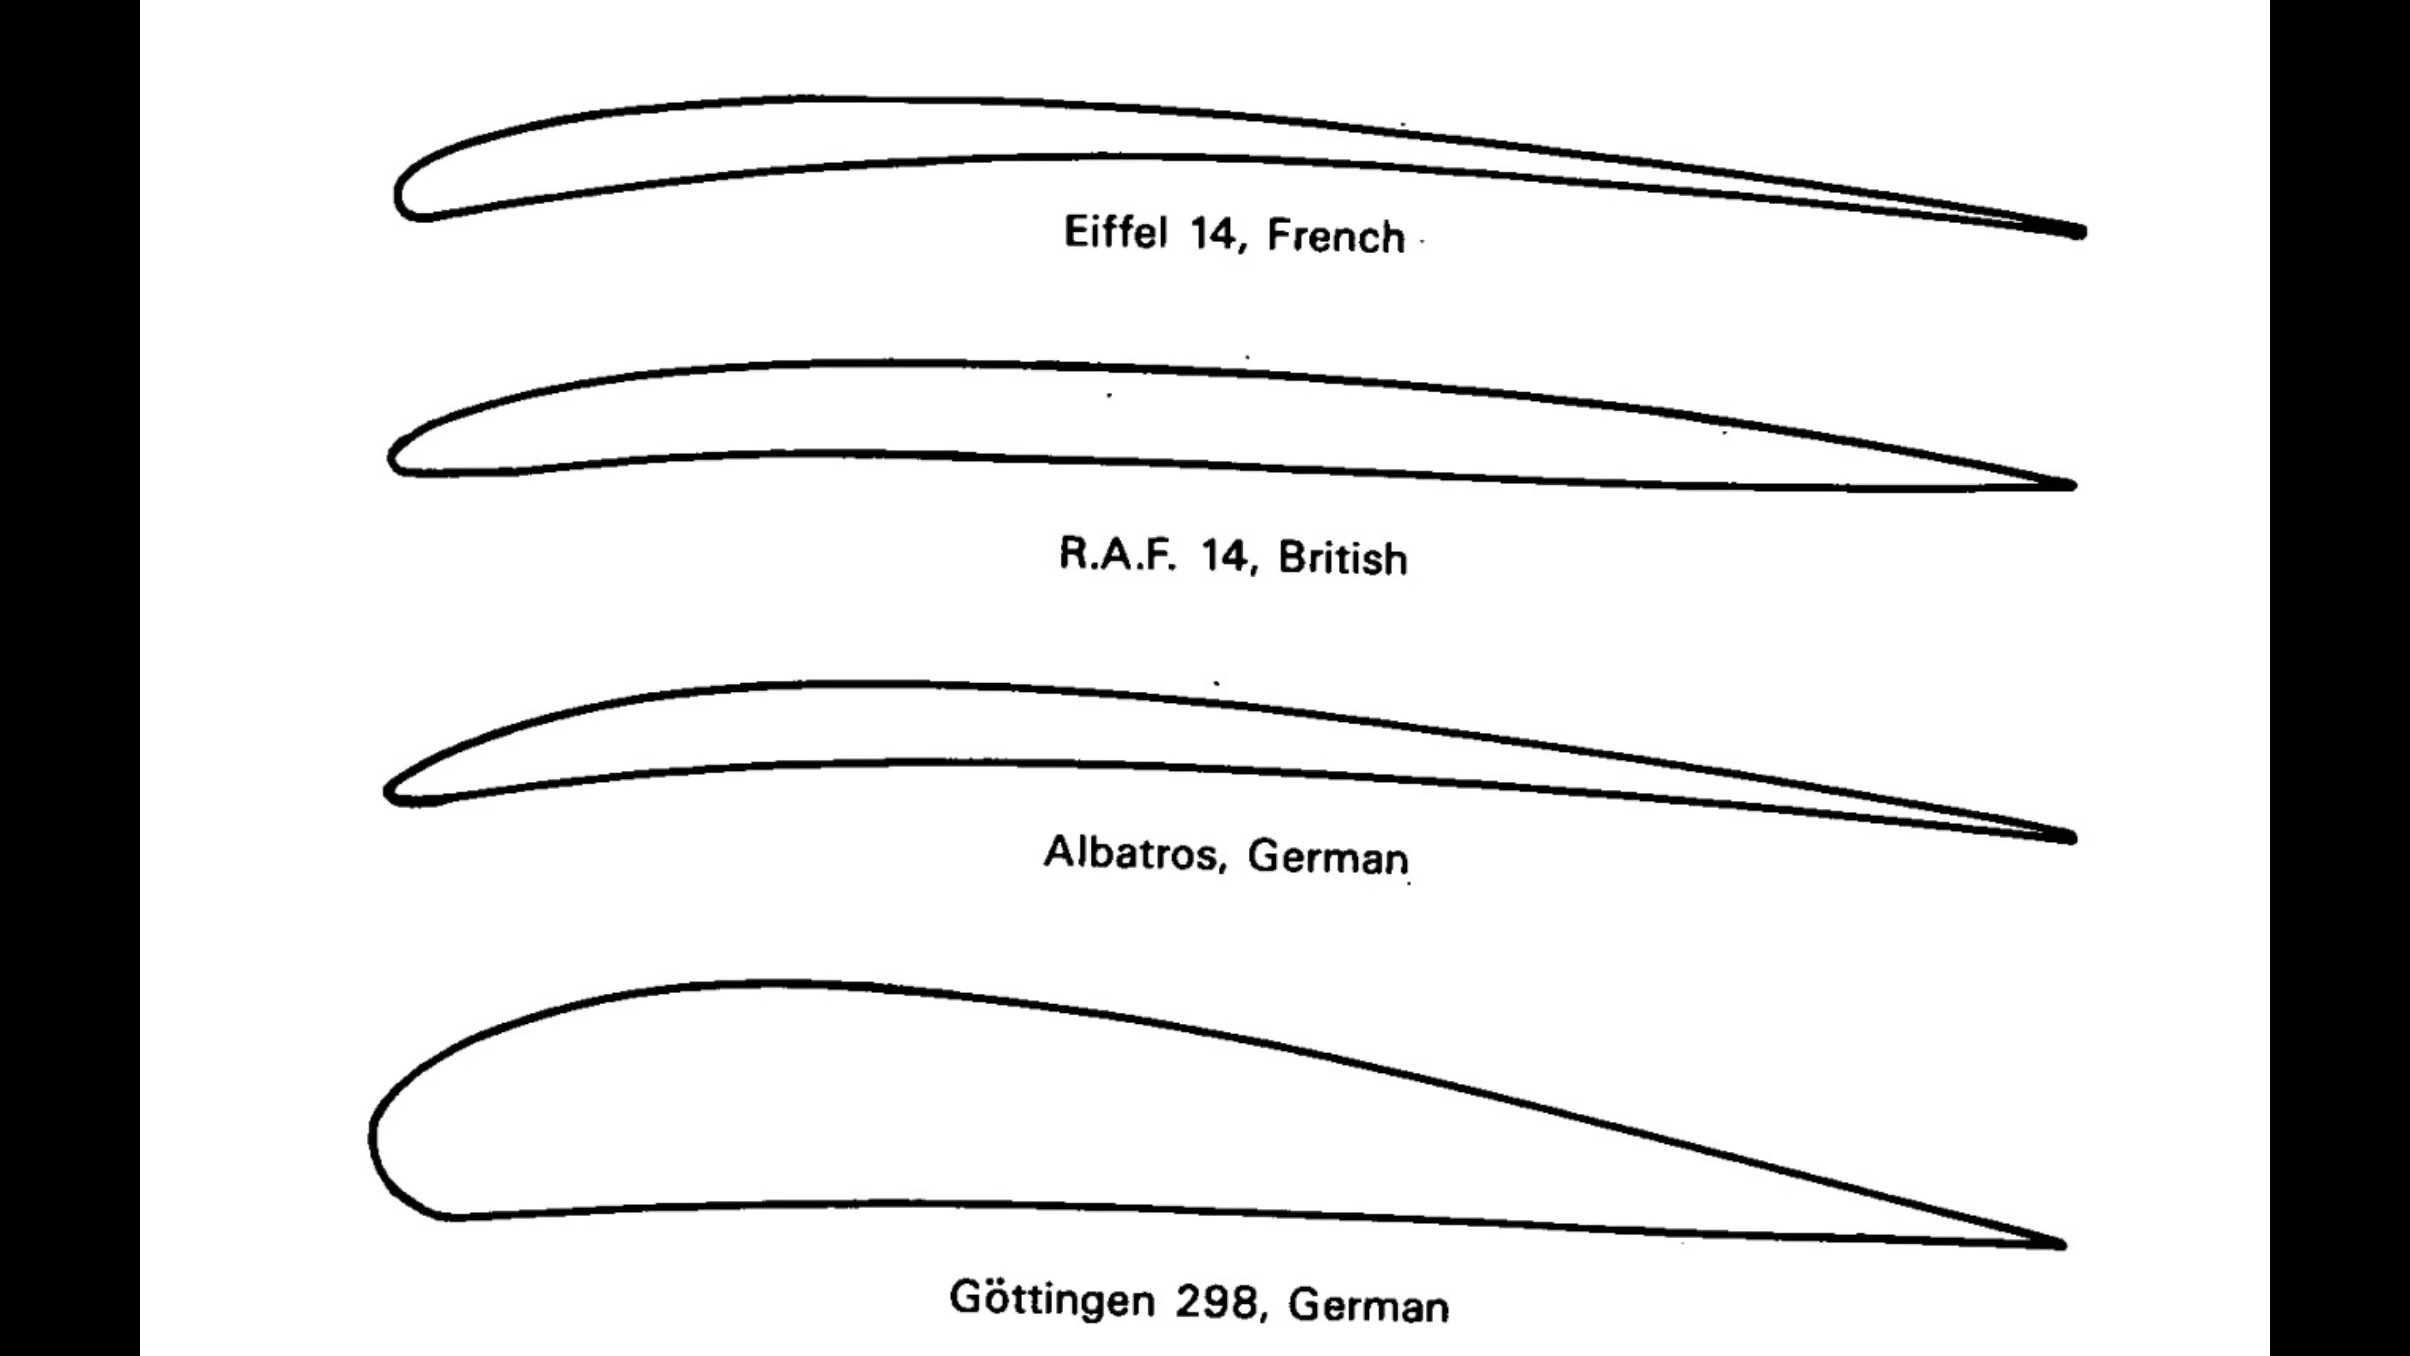 Eiffel 14, French
R.A.F. 14, British
Albatros, German
Göttingen 298, German